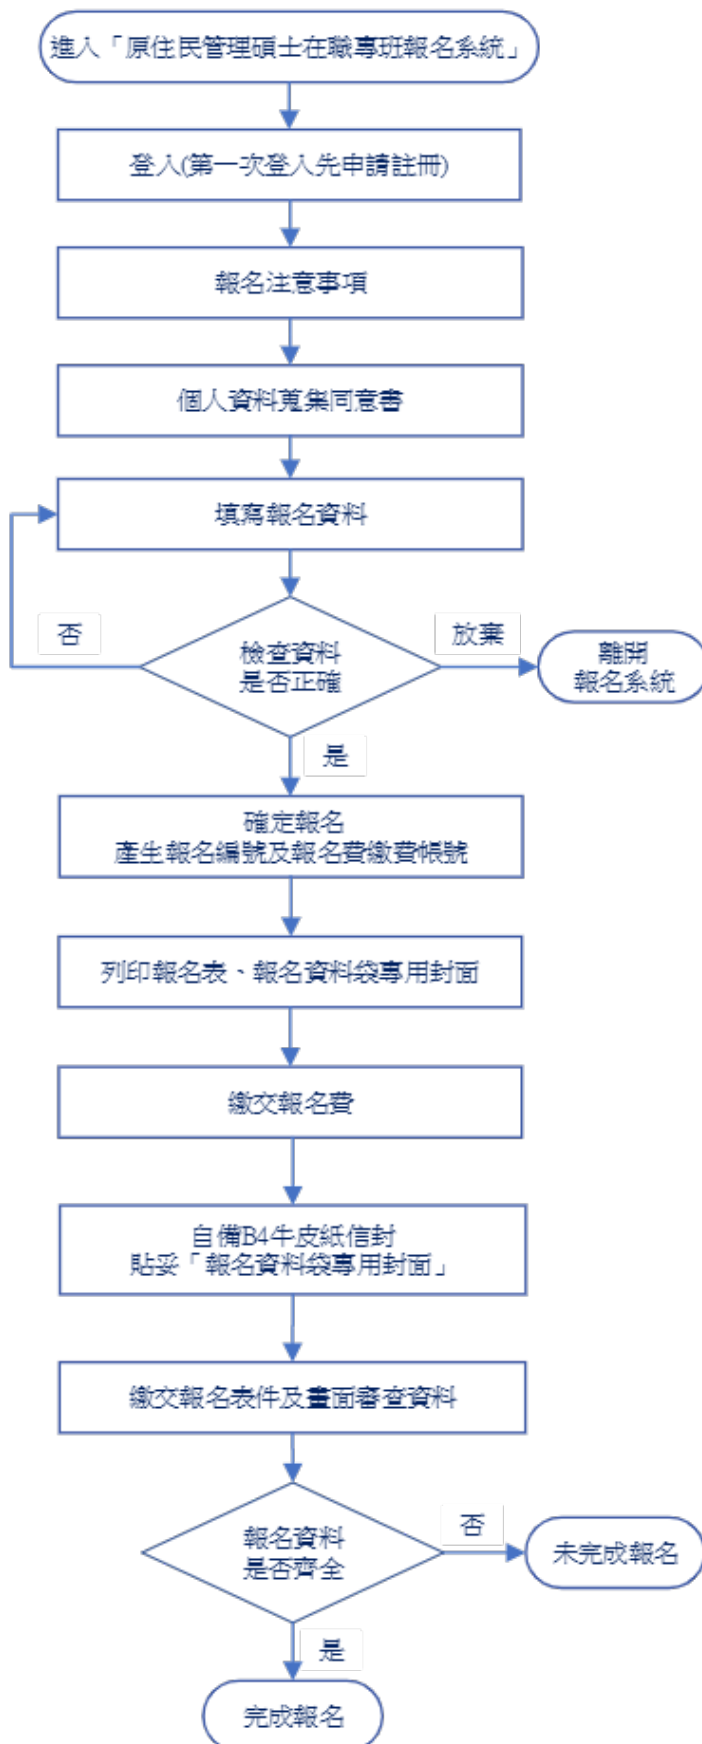 進入「原住民管理碩士在職專班報名系統」
登入(第一次登入先申請註冊)
報名注意事項
個人資料蒐集同意書
填寫報名資料
否
檢查資料
是否正確
放棄
離開
報名系統
是
確定報名
產生報名編號及報名費繳費帳號
列印報名表、報名資料袋專用封面
繳交報名費
自備B4牛皮紙信封
貼妥「報名資料袋專用封面」
繳交報名表件及畫面審查資料
報名資料
是否齊全
否
未完成報名
是
完成報名